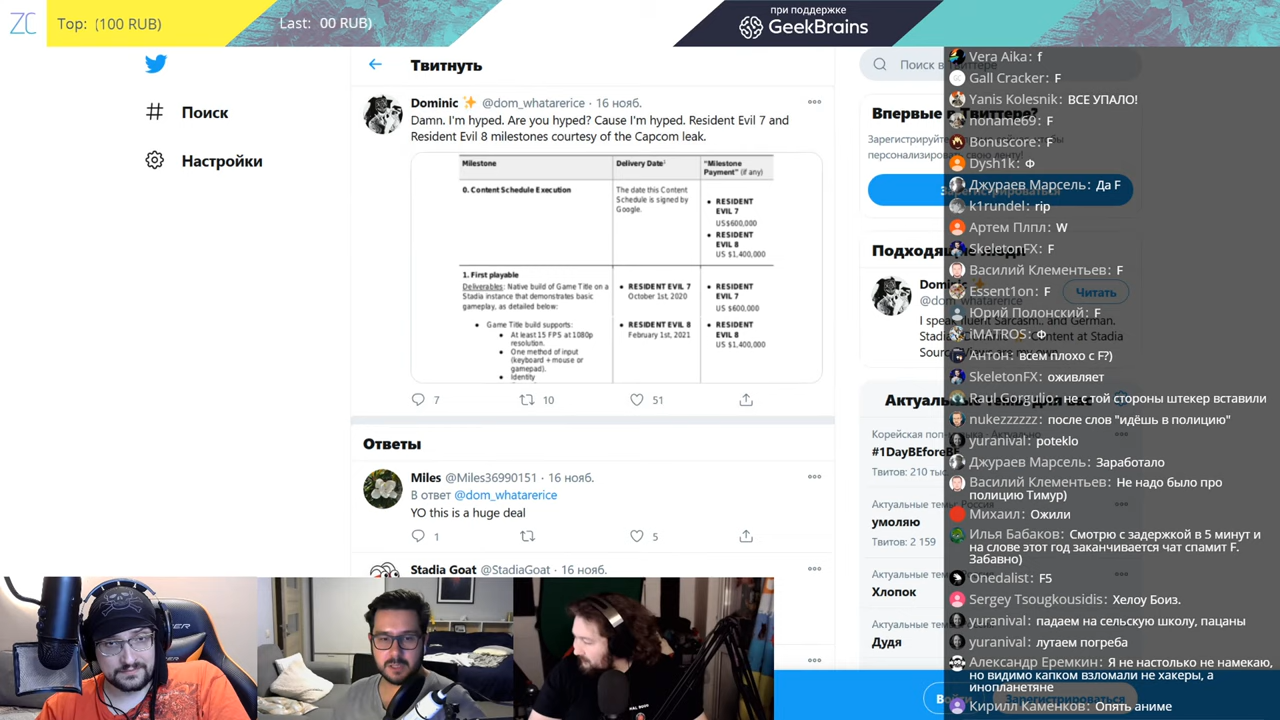 ZC
Top: (100 RUB)
Last: 00 RUB)
при поддержке
GeekBrains
Поиск
Настройки
Твитнуть
Dominic @dom_whatarerice · 16 нояб.
Damn. I'm hyped. Are you hyped? Cause I'm hyped. Resident Evil 7 and
Resident Evil 8 milestones courtesy of the Capcom leak.
Milestone
Delivery Date
"Milestone
Payment" (if any)
0. Content Schedule Execution
The date this Content
Schedule is signed by
Google.
RESIDENT
EVIL 7
US$600,000
RESIDENT
EVIL 8
US $1,400,000
1. First playable
Deliverables: Native build of Game Title on a
Stadia instance that demonstrates basic
gameplay, as detailed below:
Game Title build supports:
At least 15 FPS at 1080p
resolution.
One method of input
(keyboard + mouse or
gamepad).
Identity
RESIDENT EVIL 7
October 1st, 2020
RESIDENT EVIL 8
February 1st, 2021
RESIDENT
EVIL 7
US $600,000
RESIDENT
EVIL 8
US $1,400,000
7
10
51
Ответы
Miles @Miles36990151 · 16 нояб.
В ответ @dom_whatarerice
YO this is a huge deal
1
5
Stadia Goat @StadiaGoat · 16 нояб.
Поиск в
Впервые в
Подходящ
Читать
Корейская поп-
#1DayBEforeBE
Твитов: 210 тыс
умоляю
Твитов: 2 159
Хлопок
Дудя
Vera Aika: f
Gall Cracker: F
Yanis Kolesnik: ВСЕ УПАЛО!
noname69: F
Bonuscore: F
Dysh1k: Ф
Джураев Марсель: Да F
k1rundel: rip
Артем Плпл: W
SkeletonFX: F
Василий Клементьев: F
Essent1on: F
Юрий Полонский: F
iMATROS: Ф
Антон: всем плохо с F?)
SkeletonFX: оживляет
Raul Gorgulio: не с той стороны штекер вставили
nukezzzzzz: после слов "идёшь в полицию"
yuranival: poteklo
Джураев Марсель: Заработало
Василий Клементьев: Не надо было про
полицию Тимур)
Михаил: Ожили
Илья Бабаков: Смотрю с задержкой в 5 минут и
на слове этот год заканчивается чат спамит F.
Забавно)
Onedalist: F5
Sergey Tsougkousidis: Хелоу Боиз.
yuranival: падаем на сельскую школу, пацаны
yuranival: лутаем погреба
Александр Еремкин: Я не настолько не намекаю,
но видимо капком взломали не хакеры, а
инопланетяне
Кирилл Каменков: Опять аниме